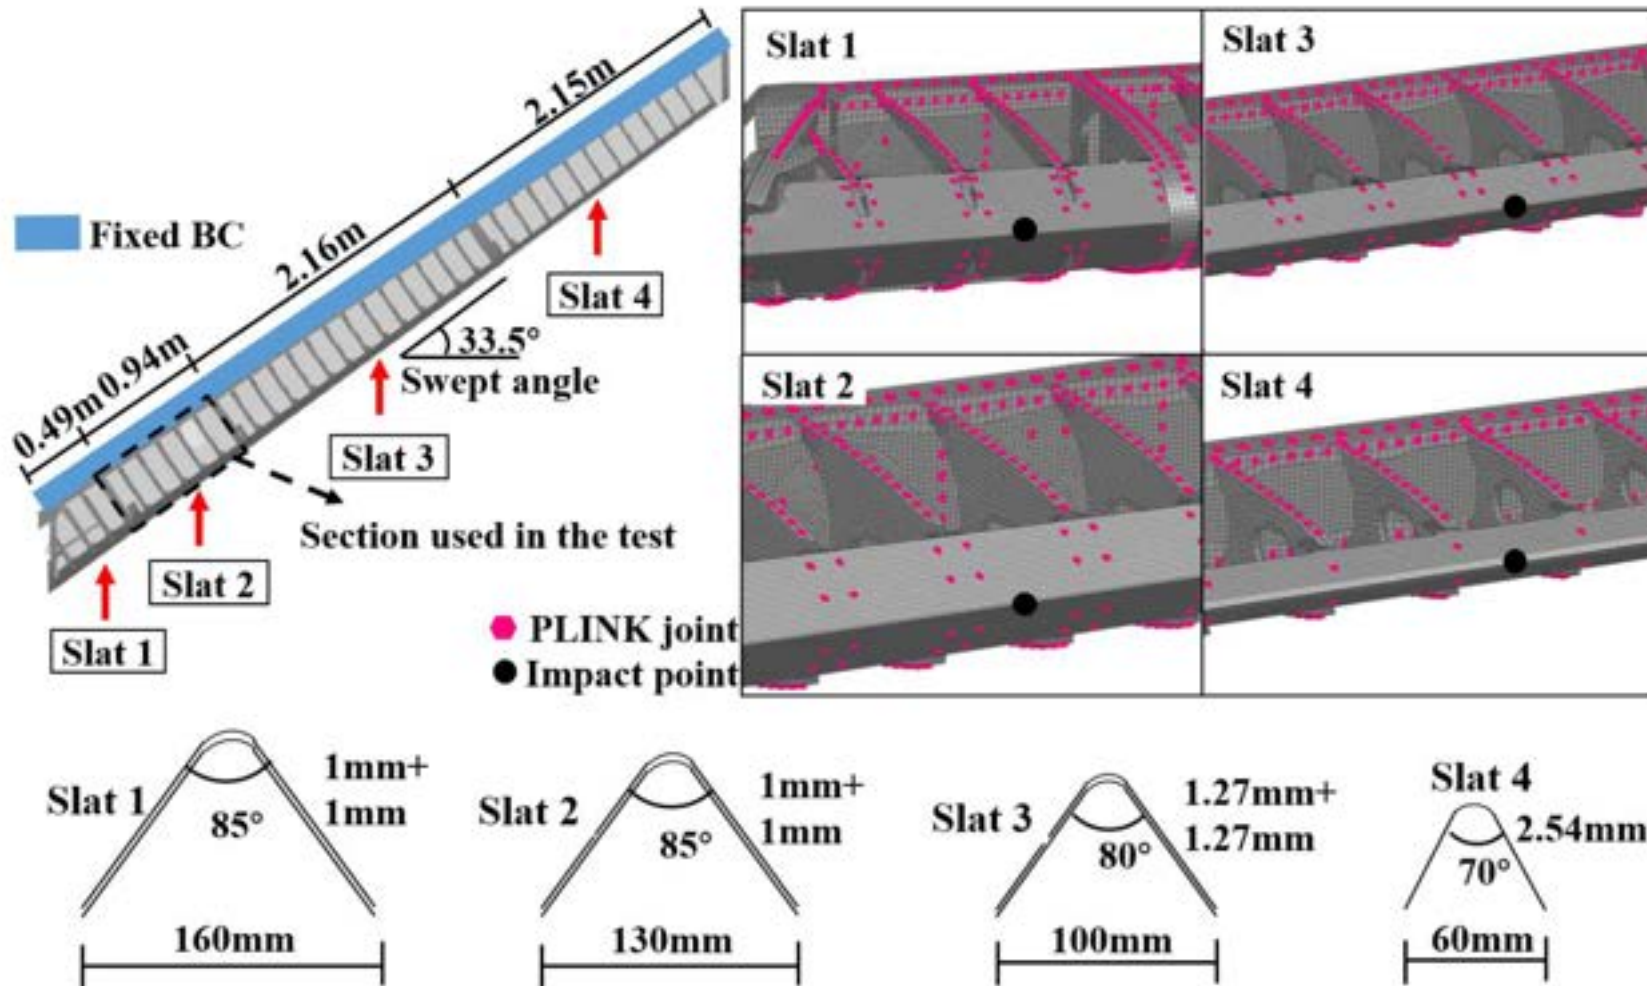 2.15m
2.16m
0.94m
0.49m
Fixed BC
33.5°
Swept angle
Slat 4
Slat 3
Section used in the test
Slat 2
Slat 1
PLINK joint
Impact point
Slat 1
Slat 3
Slat 2
Slat 4
Slat 1
85°
1mm+
1mm
160mm
Slat 2
85°
1mm+
1mm
130mm
Slat 3
80°
1.27mm+
1.27mm
100mm
Slat 4
70°
2.54mm
60mm